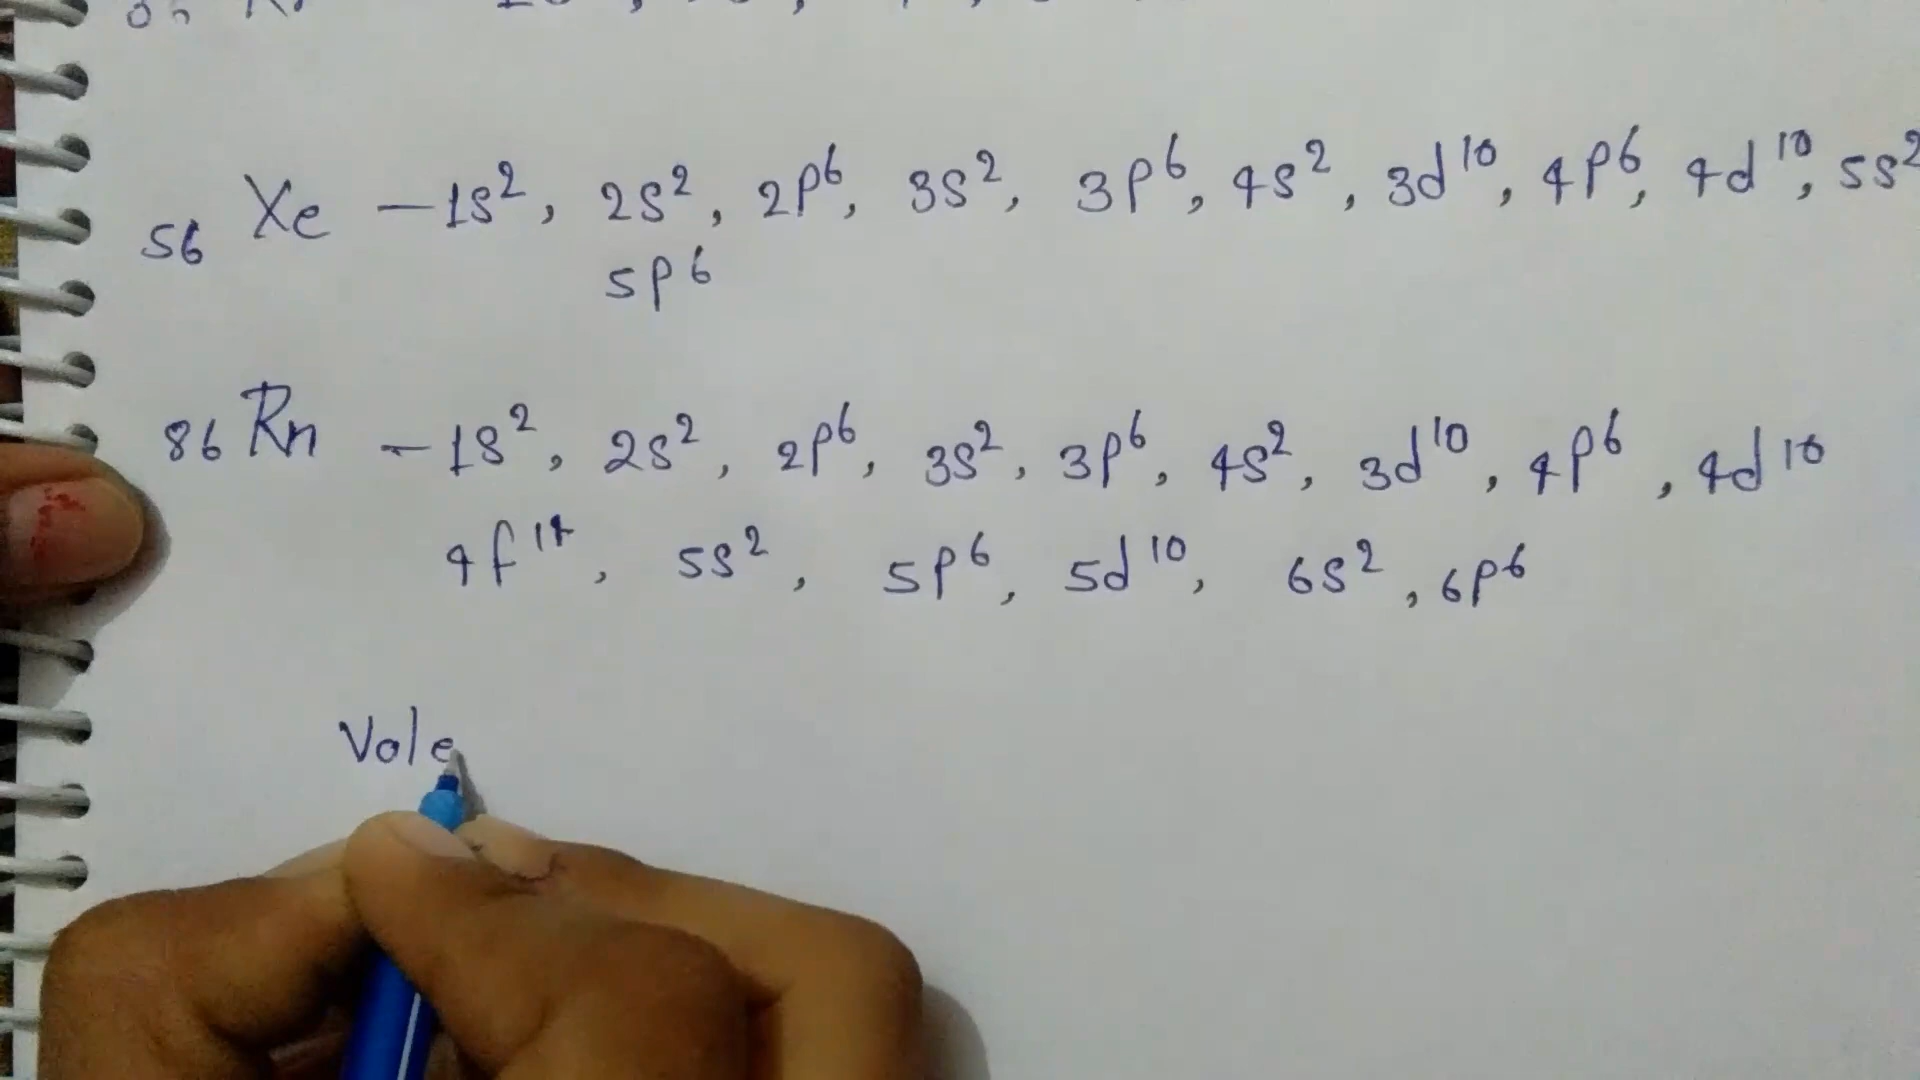 56 Xe – 1s², 2s², 2p⁶, 3s², 3p⁶, 4s², 3d¹⁰, 4p⁶, 4d¹⁰, 5s²
5p⁶
86 Rn – 1s², 2s², 2p⁶, 3s², 3p⁶, 4s², 3d¹⁰, 4p⁶, 4d¹⁰
4f¹⁴, 5s², 5p⁶, 5d¹⁰, 6s², 6p⁶
Vale